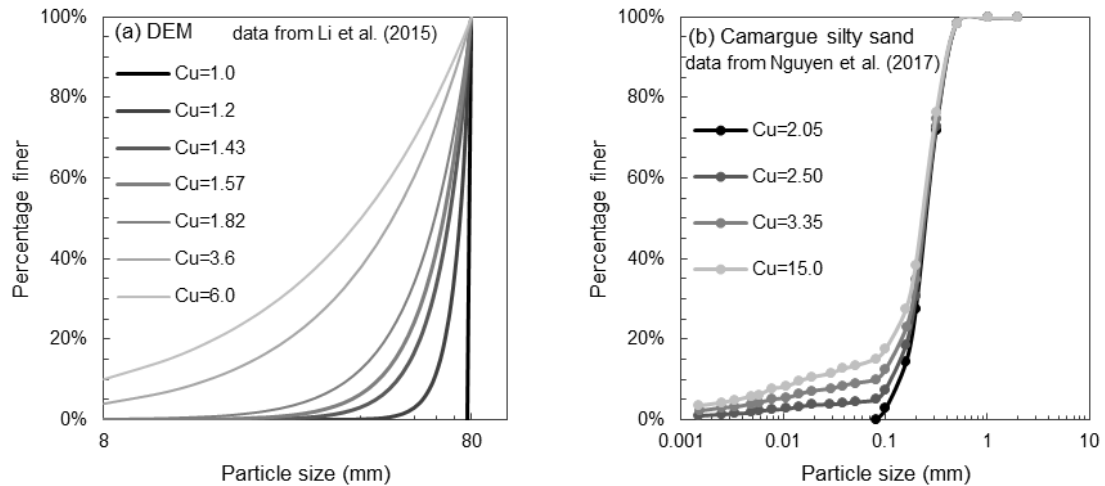 100%
80%
60%
40%
20%
0%
Percentage finer
(a) DEM data from Li et al. (2015)
Cu=1.0
Cu=1.2
Cu=1.43
Cu=1.57
Cu=1.82
Cu=3.6
Cu=6.0
8 80
Particle size (mm)
100%
80%
60%
40%
20%
0%
Percentage finer
(b) Camargue silty sand
data from Nguyen et al. (2017)
Cu=2.05
Cu=2.50
Cu=3.35
Cu=15.0
0.001 0.01 0.1 1 10
Particle size (mm)